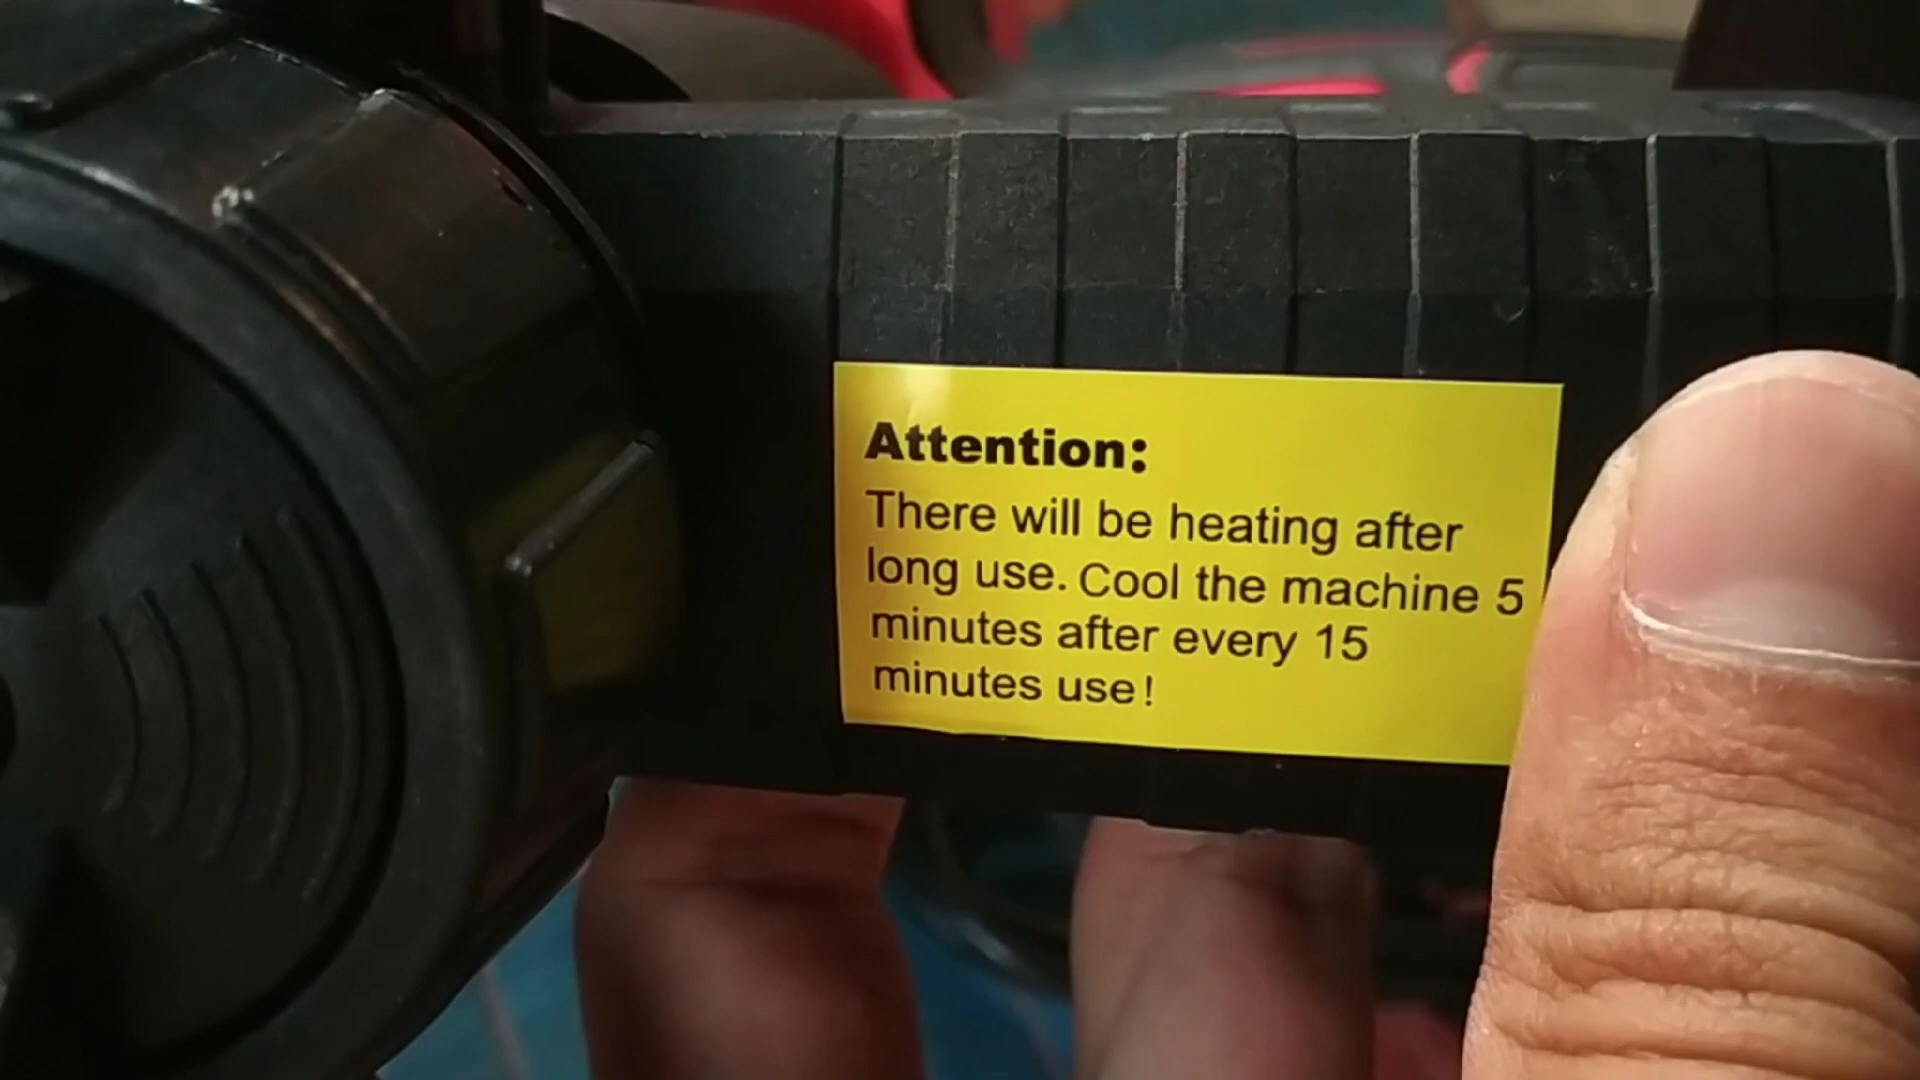 Attention:
There will be heating after
long use. Cool the machine 5
minutes after every 15
minutes use!